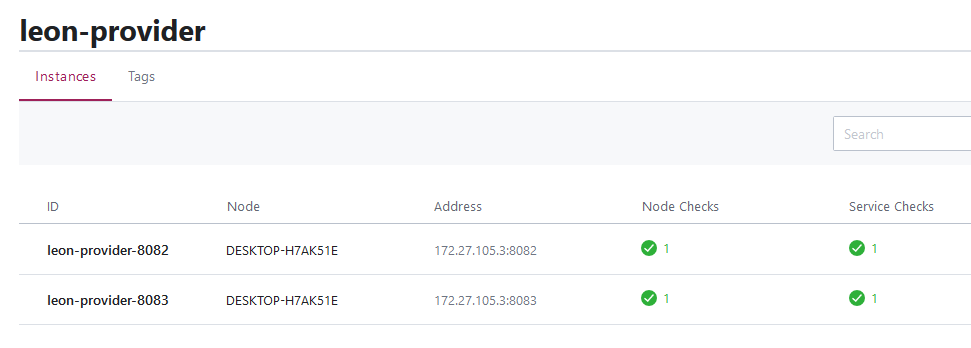 leon-provider
Instances Tags
Search
ID Node Address Node Checks Service Checks
leon-provider-8082 DESKTOP-H7AK51E 172.27.105.3:8082 1 1
leon-provider-8083 DESKTOP-H7AK51E 172.27.105.3:8083 1 1